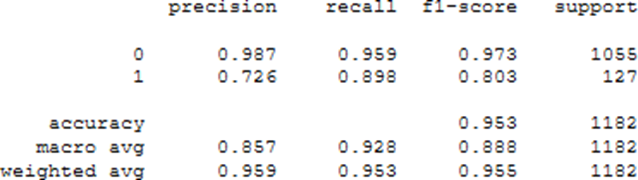 precision recall f1-score support
0 0.987 0.959 0.973 1055
1 0.726 0.898 0.803 127
accuracy 0.953 1182
macro avg 0.857 0.928 0.888 1182
weighted avg 0.959 0.953 0.955 1182